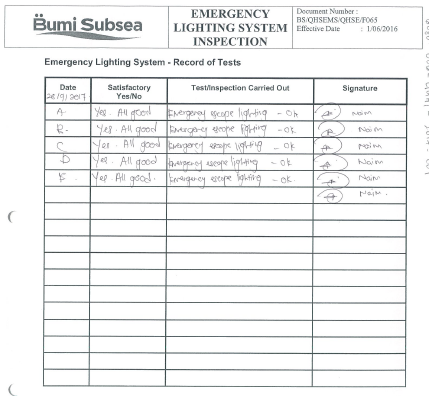 Bumi Subsea
EMERGENCY
LIGHTING SYSTEM
INSPECTION
Document Number :
BS/QHSEMS/QHSE/F065
Effective Date : 1/06/2016
Emergency Lighting System - Record of Tests
Date Satisfactory Test/Inspection Carried Out Signature
28/9/2017 Yes/No
A Yes. All good Emergency escape lighting - Ok Naim
B. Yes. All good Emergency escape lighting - Ok Naim
C Yes. All good Emergency escape lighting - Ok Naim
D Yes. All good Emergency escape lighting - Ok Naim
E. Yes. All good. Emergency escape lighting - Ok Naim
Naim.